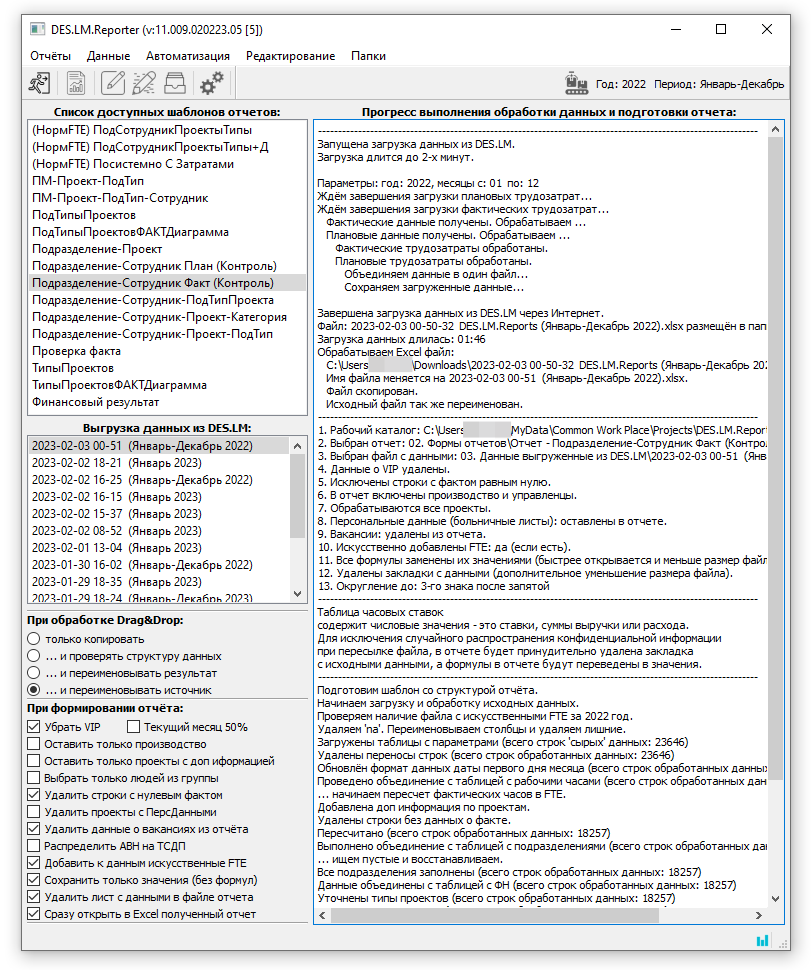 DES.LM.Reporter (v:11.009.020223.05 [5])
Отчёты Данные Автоматизация Редактирование Папки
Год: 2022 Период: Январь-Декабрь
Список доступных шаблонов отчетов:
(НормFTE) ПодСотрудникПроектыТипы
(НормFTE) ПодСотрудникПроектыТипы+Д
(НормFTE) Посистемно С Затратами
ПМ-Проект-ПодТип
ПМ-Проект-ПодТип-Сотрудник
ПодТипыПроектов
ПодТипыПроектовФАКТДиаграмма
Подразделение-Проект
Подразделение-Сотрудник План (Контроль)
Подразделение-Сотрудник Факт (Контроль)
Подразделение-Сотрудник-ПодТипПроекта
Подразделение-Сотрудник-Проект-Категория
Подразделение-Сотрудник-Проект-ПодТип
Проверка факта
ТипыПроектов
ТипыПроектовФАКТДиаграмма
Финансовый результат
Выгрузка данных из DES.LM:
2023-02-03 00-51 (Январь-Декабрь 2022)
2023-02-02 18-21 (Январь 2023)
2023-02-02 16-25 (Январь-Декабрь 2022)
2023-02-02 16-15 (Январь 2023)
2023-02-02 15-37 (Январь 2023)
2023-02-02 08-52 (Январь 2023)
2023-02-01 13-04 (Январь 2023)
2023-01-30 16-02 (Январь-Декабрь 2022)
2023-01-29 18-35 (Январь 2023)
2023-01-29 18-24 (Январь-Декабрь 2022)
При обработке Drag&Drop:
только копировать
... и проверять структуру данных
... и переименовывать результат
... и переименовывать источник
При формировании отчёта:
Убрать VIP Текущий месяц 50%
Оставить только производство
Оставить только проекты с доп иформацией
Выбрать только людей из группы
Удалить строки с нулевым фактом
Удалить проекты с ПерсДанными
Удалить данные о вакансиях из отчёта
Распределить АВН на ТСДП
Добавить к данным искусственные FTE
Сохранить только значения (без формул)
Удалить лист с данными в файле отчета
Сразу открыть в Excel полученный отчет
Прогресс выполнения обработки данных и подготовки отчета:
Запущена загрузка данных из DES.LM.
Загрузка длится до 2-х минут.
Параметры: год: 2022, месяцы с: 01 по: 12
Ждём завершения загрузки плановых трудозатрат...
Ждём завершения загрузки фактических трудозатрат...
Фактические данные получены. Обрабатываем ...
Плановые данные получены. Обрабатываем ...
Фактические трудозатраты обработаны.
Плановые трудозатраты обработаны.
Объединяем данные в один файл...
Сохраняем загруженные данные...
Завершена загрузка данных из DES.LM через Интернет.
Файл: 2023-02-03 00-50-32 DES.LM.Reports (Январь-Декабрь 2022).xlsx размещён в пап
Загрузка данных длилась: 01:46
Обрабатываем Excel файл:
C:\Users \Downloads\2023-02-03 00-50-32 DES.LM.Reports (Январь-Декабрь 202
Имя файла меняется на 2023-02-03 00-51 (Январь-Декабрь 2022).xlsx.
Файл скопирован.
Исходный файл так же переименован.
1. Рабочий каталог: C:\Users MyData\Common Work Place\Projects\DES.LM.Repor
2. Выбран отчет: 02. Формы отчетов\Отчет - Подразделение-Сотрудник Факт (Контро
3. Выбран файл с данными: 03. Данные выгруженные из DES.LM\2023-02-03 00-51 (Янв
4. Данные о VIP удалены.
5. Исключены строки с фактом равным нулю.
6. В отчет включены производство и управленцы.
7. Обрабатываются все проекты.
8. Персональные данные (больничные листы): оставлены в отчете.
9. Вакансии: удалены из отчета.
10. Искусственно добавлены FTE: да (если есть).
11. Все формулы заменены их значениями (быстрее открывается и меньше размер файл
12. Удалены закладки с данными (дополнительное уменьшение размера файла).
13. Округление до: 3-го знака после запятой
Таблица часовых ставок
содержит числовые значения - это ставки, суммы выручки или расхода.
Для исключения случайного распространения конфиденциальной информации
при пересылке файла, в отчете будет принудительно удалена закладка
с исходными данными, а формулы в отчете будут переведены в значения.
Подготовим шаблон со структурой отчёта.
Начинаем загрузку и обработку исходных данных.
Проверяем наличие файла с искусственными FTE за 2022 год.
Удаляем 'na'. Переименовываем столбцы и удаляем лишние.
Загружены таблицы с параметрами (всего строк 'сырых' данных: 23646)
Удалены переносы строк (всего строк обработанных данных: 23646)
Обновлён формат данных даты первого дня месяца (всего строк обработанных данны
Проведено объединение с таблицей с рабочими часами (всего строк обработанных дан
... начинаем пересчет фактических часов в FTE.
Добавлена доп информация по проектам.
Удалены строки без данных о факте.
Пересчитано (всего строк обработанных данных: 18257)
Выполнено объединение с таблицей с подразделениями (всего строк обработанных да
... ищем пустые и восстанавливаем.
Все подразделения заполнены (всего строк обработанных данных: 18257)
Данные объединены с таблицей с ФН (всего строк обработанных данных: 18257)
Уточнены типы проектов (всего строк обработанных данных: 18257)